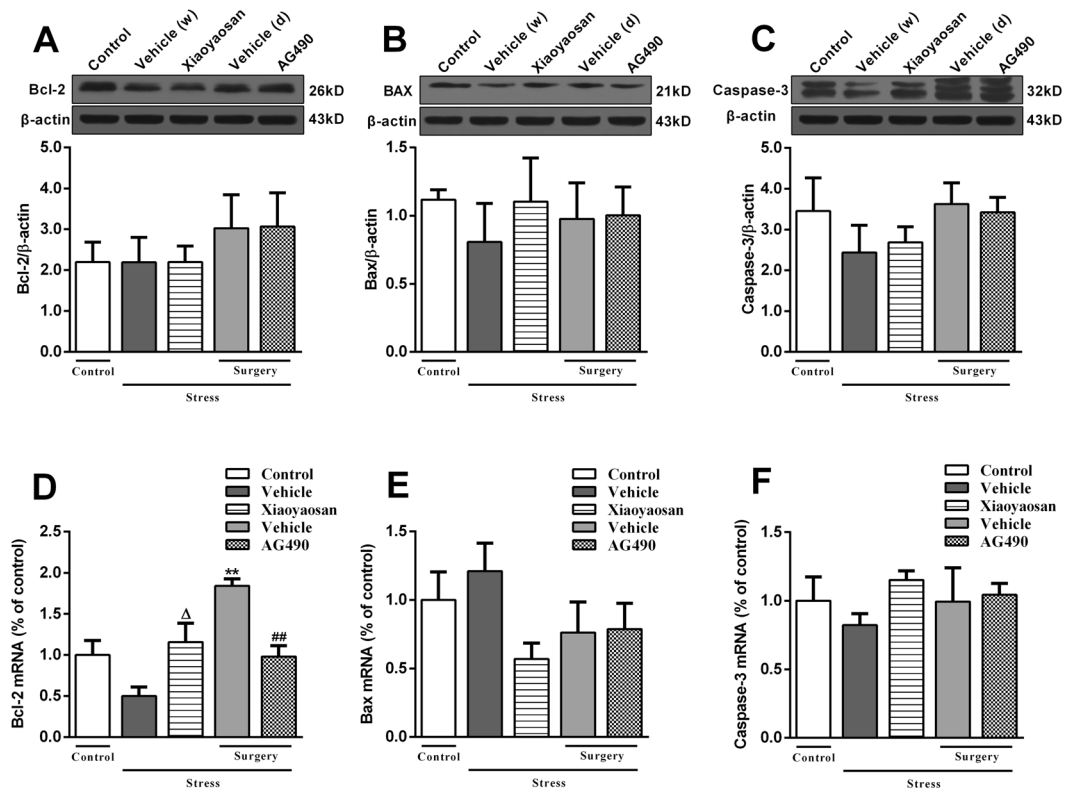 A
Control
Vehicle (w)
Xiaoyaosan
Vehicle (d)
AG490
Bcl-2
26kD
β-actin
43kD
Bcl-2/β-actin
5.0
4.0
3.0
2.0
1.0
0.0
Control
Surgery
Stress
B
Control
Vehicle (w)
Xiaoyaosan
Vehicle (d)
AG490
BAX
21kD
β-actin
43kD
Bax/β-actin
1.5
1.0
0.5
0.0
Control
Surgery
Stress
C
Control
Vehicle (w)
Xiaoyaosan
Vehicle (d)
AG490
Caspase-3
32kD
β-actin
43kD
Caspase-3/β-actin
5.0
4.0
3.0
2.0
1.0
0.0
Control
Surgery
Stress
D
Control
Vehicle
Xiaoyaosan
Vehicle
AG490
Bcl-2 mRNA (% of control)
2.5
2.0
1.5
1.0
0.5
0.0
Δ
**
##
Control
Surgery
Stress
E
Control
Vehicle
Xiaoyaosan
Vehicle
AG490
Bax mRNA (% of control)
1.5
1.0
0.5
0.0
Control
Surgery
Stress
F
Control
Vehicle
Xiaoyaosan
Vehicle
AG490
Caspase-3 mRNA (% of control)
1.5
1.0
0.5
0.0
Control
Surgery
Stress